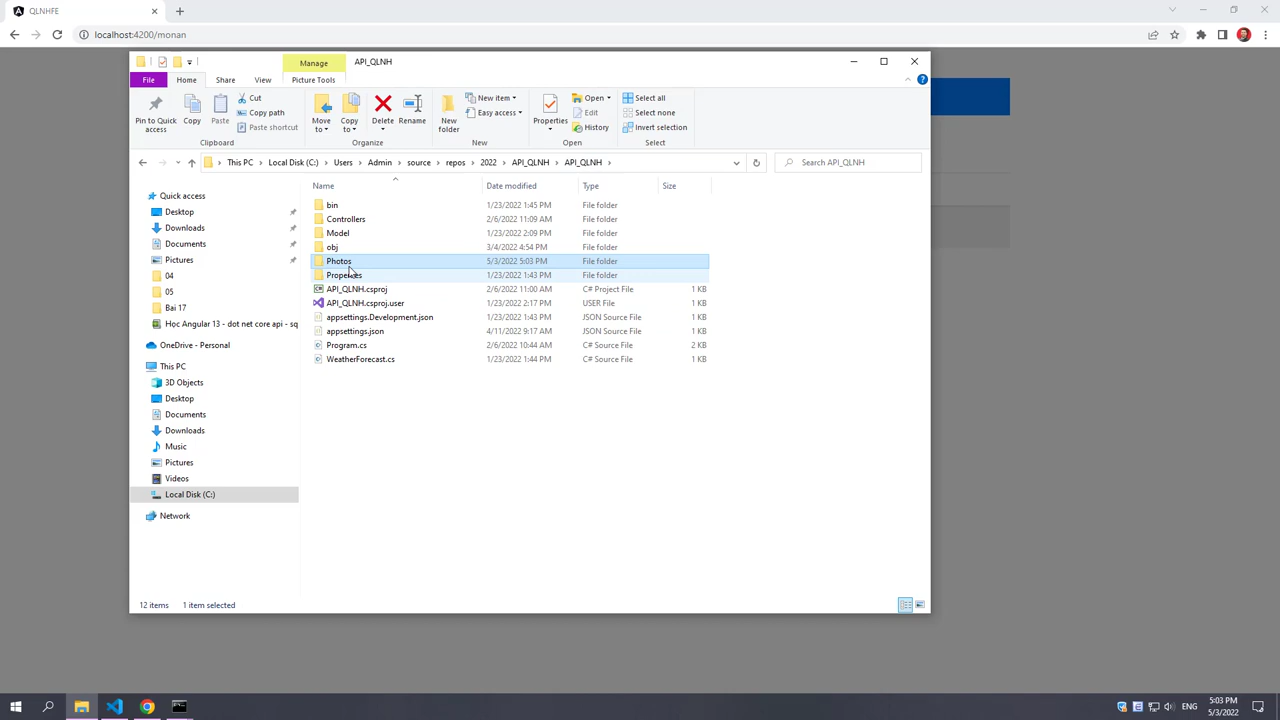 QLNHFE
localhost:4200/monan
Manage
API_QLNH
File
Home
Share
View
Picture Tools
Pin to Quick access
Copy
Paste
Cut
Copy path
Paste shortcut
Clipboard
Move to
Copy to
Delete
Rename
Organize
New folder
New item
Easy access
New
Properties
Open
Edit
History
Open
Select all
Select none
Invert selection
Select
This PC > Local Disk (C:) > Users > Admin > source > repos > 2022 > API_QLNH > API_QLNH >
Search API_QLNH
Quick access
Desktop
Downloads
Documents
Pictures
04
05
Bai 17
Học Angular 13 - dot net core api - sq
OneDrive - Personal
This PC
3D Objects
Desktop
Documents
Downloads
Music
Pictures
Videos
Local Disk (C:)
Network
Name Date modified Type Size
bin 1/23/2022 1:45 PM File folder
Controllers 2/6/2022 11:09 AM File folder
Model 1/23/2022 2:09 PM File folder
obj 3/4/2022 4:54 PM File folder
Photos 5/3/2022 5:03 PM File folder
Properties 1/23/2022 1:43 PM File folder
API_QLNH.csproj 2/6/2022 11:00 AM C# Project File 1 KB
API_QLNH.csproj.user 1/23/2022 2:17 PM USER File 1 KB
appsettings.Development.json 1/23/2022 1:43 PM JSON Source File 1 KB
appsettings.json 4/11/2022 9:17 AM JSON Source File 1 KB
Program.cs 2/6/2022 10:44 AM C# Source File 2 KB
WeatherForecast.cs 1/23/2022 1:44 PM C# Source File 1 KB
12 items 1 item selected
ENG
5:03 PM
5/3/2022